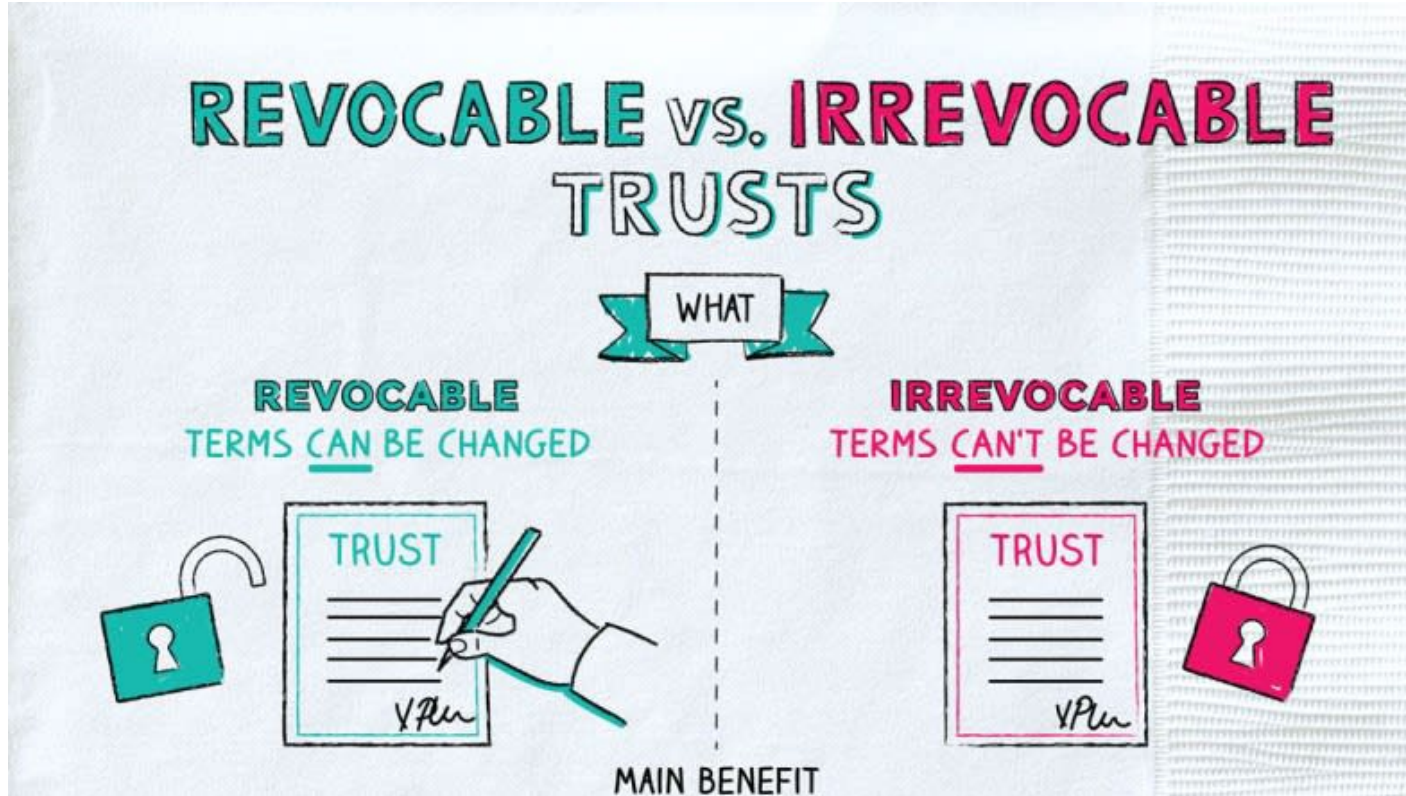 REVOCABLE VS. IRREVOCABLE
TRUSTS
WHAT
REVOCABLE
TERMS CAN BE CHANGED
IRREVOCABLE
TERMS CAN'T BE CHANGED
TRUST
TRUST
MAIN BENEFIT